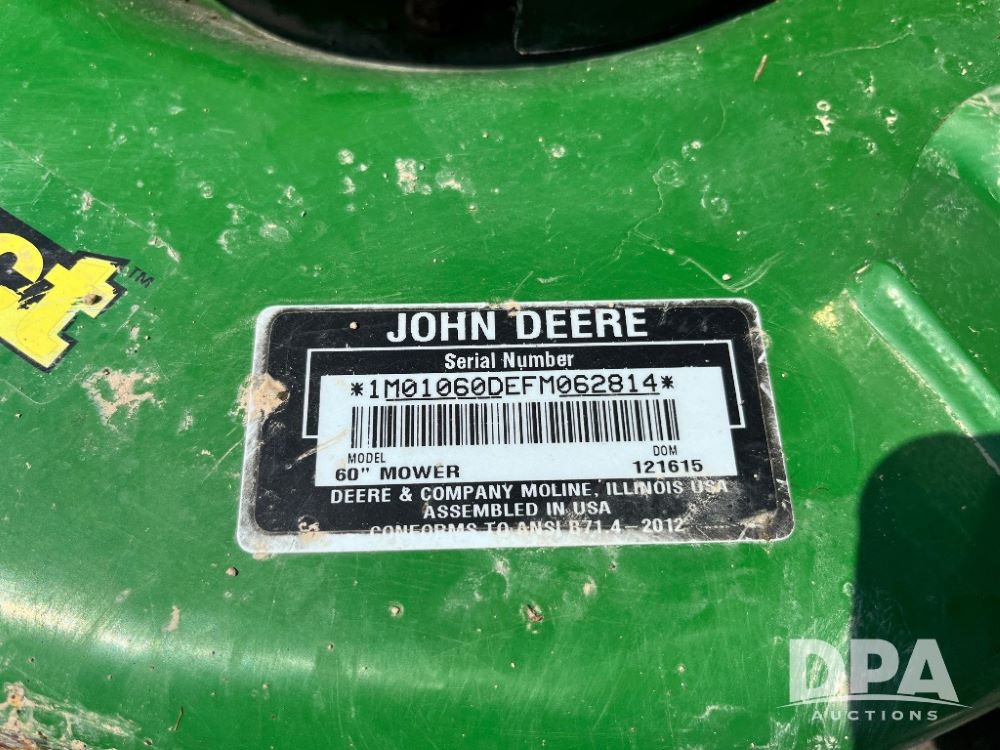 ct™
JOHN DEERE
Serial Number
*1M01060DEFM062814*
MODEL DOM
60" MOWER 121615
DEERE & COMPANY MOLINE, ILLINOIS USA
ASSEMBLED IN USA
CONFORMS TO ANSI B71.4-2012
DPA
AUCTIONS